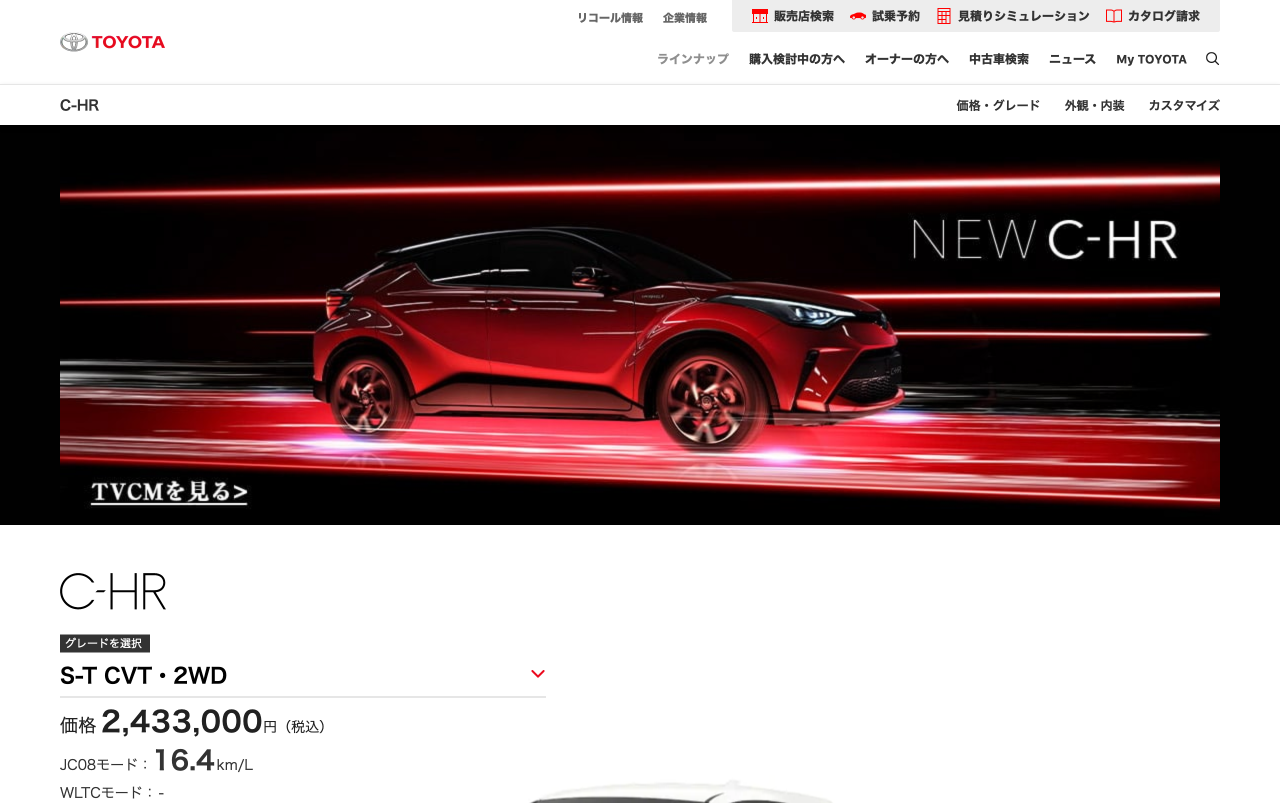 リコール情報 企業情報 販売店検索 試乗予約 見積りシミュレーション カタログ請求
TOYOTA
ラインナップ 購入検討中の方へ オーナーの方へ 中古車検索 ニュース My TOYOTA
C-HR 価格・グレード 外観・内装 カスタマイズ
NEW C-HR
TVCMを見る>
C-HR
グレードを選択
S-T CVT・2WD
価格 2,433,000円（税込）
JC08モード： 16.4km/L
WLTCモード： -